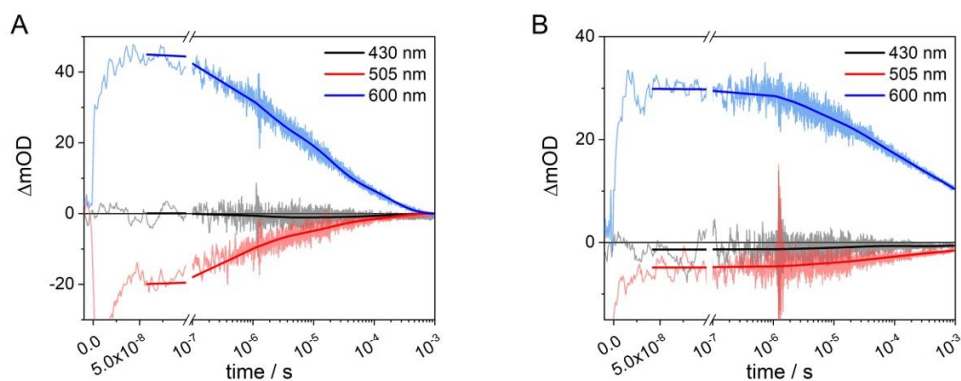 A
40
20
0
-20
ΔmOD
430 nm
505 nm
600 nm
0.0
5.0x10⁻⁸
10⁻⁷
10⁻⁶
10⁻⁵
10⁻⁴
10⁻³
time / s
B
40
20
0
ΔmOD
430 nm
505 nm
600 nm
0.0
5.0x10⁻⁸
10⁻⁷
10⁻⁶
10⁻⁵
10⁻⁴
10⁻³
time / s